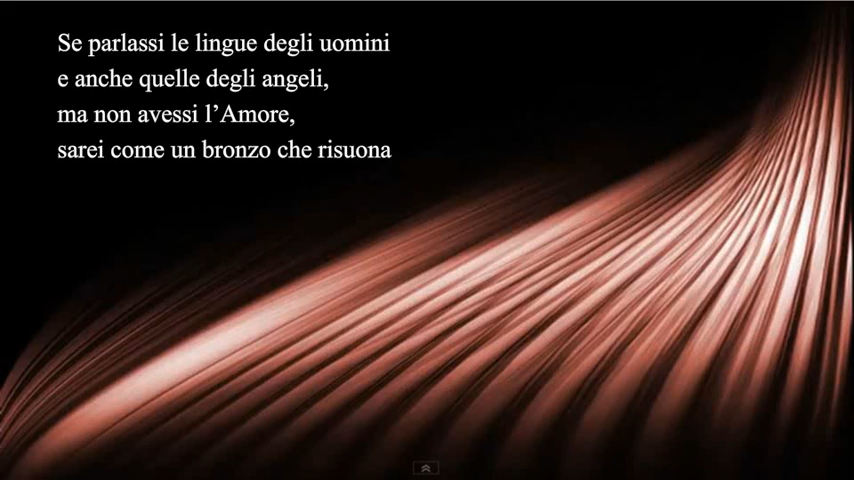 Se parlassi le lingue degli uomini
e anche quelle degli angeli,
ma non avessi l’Amore,
sarei come un bronzo che risuona